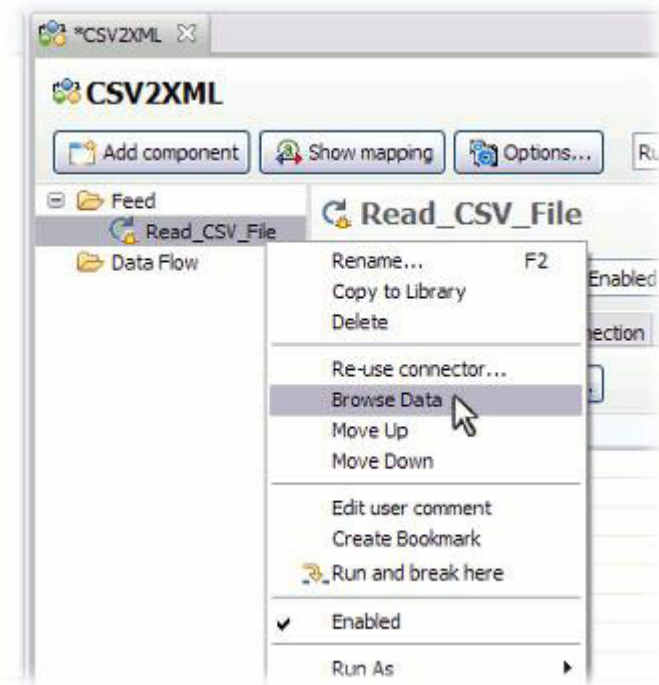 *CSV2XML
CSV2XML
Add component Show mapping Options...
Feed
Read_CSV_File Read_CSV_File
Data Flow
Rename... F2
Enabled
Copy to Library
Delete
Re-use connector...
Browse Data
Move Up
Move Down
Edit user comment
Create Bookmark
Run and break here
Enabled
Run As